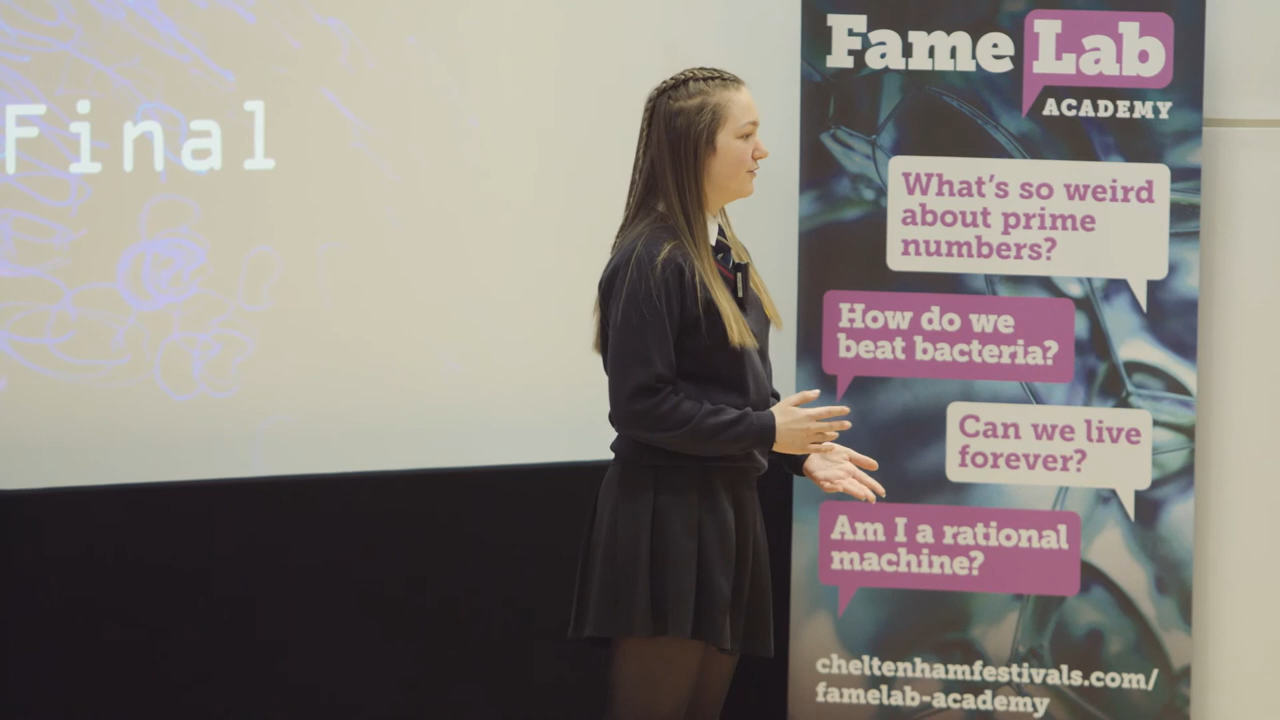 Final
Fame Lab
ACADEMY
What's so weird
about prime
numbers?
How do we
beat bacteria?
Can we live
forever?
Am I a rational
machine?
cheltenhamfestivals.com/
famelab-academy